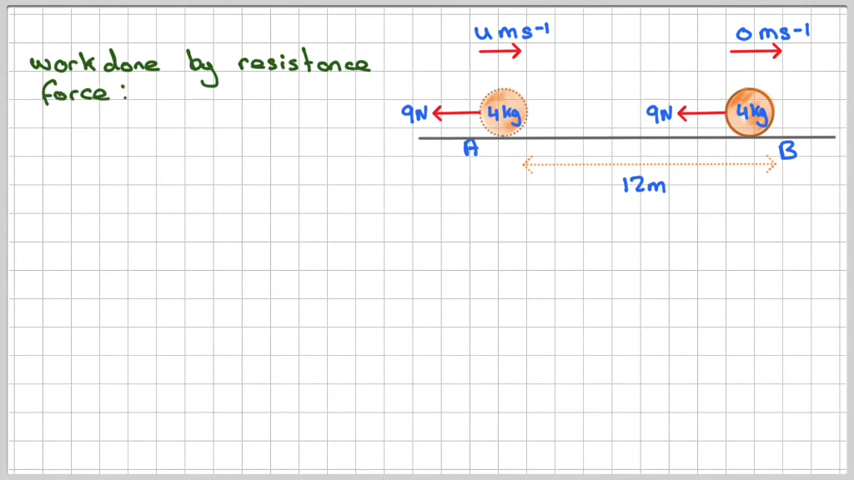 work done by resistance
force:
u ms-1
0 ms-1
9N
4kg
9N
4kg
A
B
12m